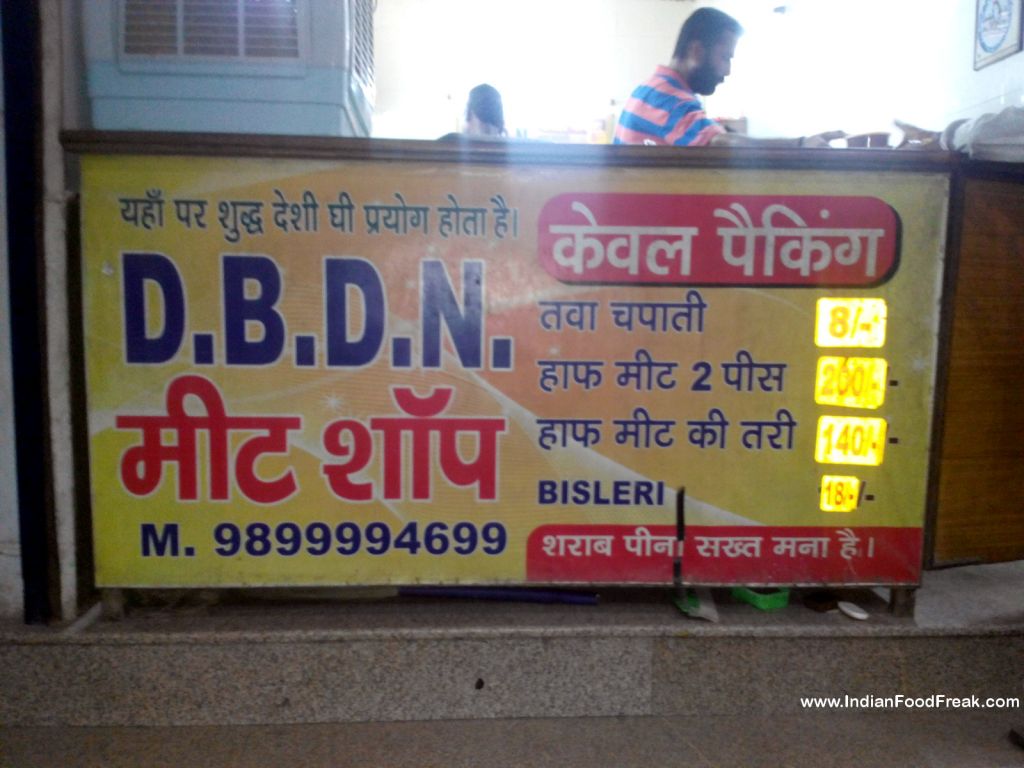 यहाँ पर शुद्ध देशी घी प्रयोग होता है।
D.B.D.N.
मीट शॉप
M. 9899994699
केवल पैकिंग
तवा चपाती 8/-
हाफ मीट 2 पीस 200/-
हाफ मीट की तरी 140/-
BISLERI 18/-
शराब पीना सख्त मना है।
www.IndianFoodFreak.com